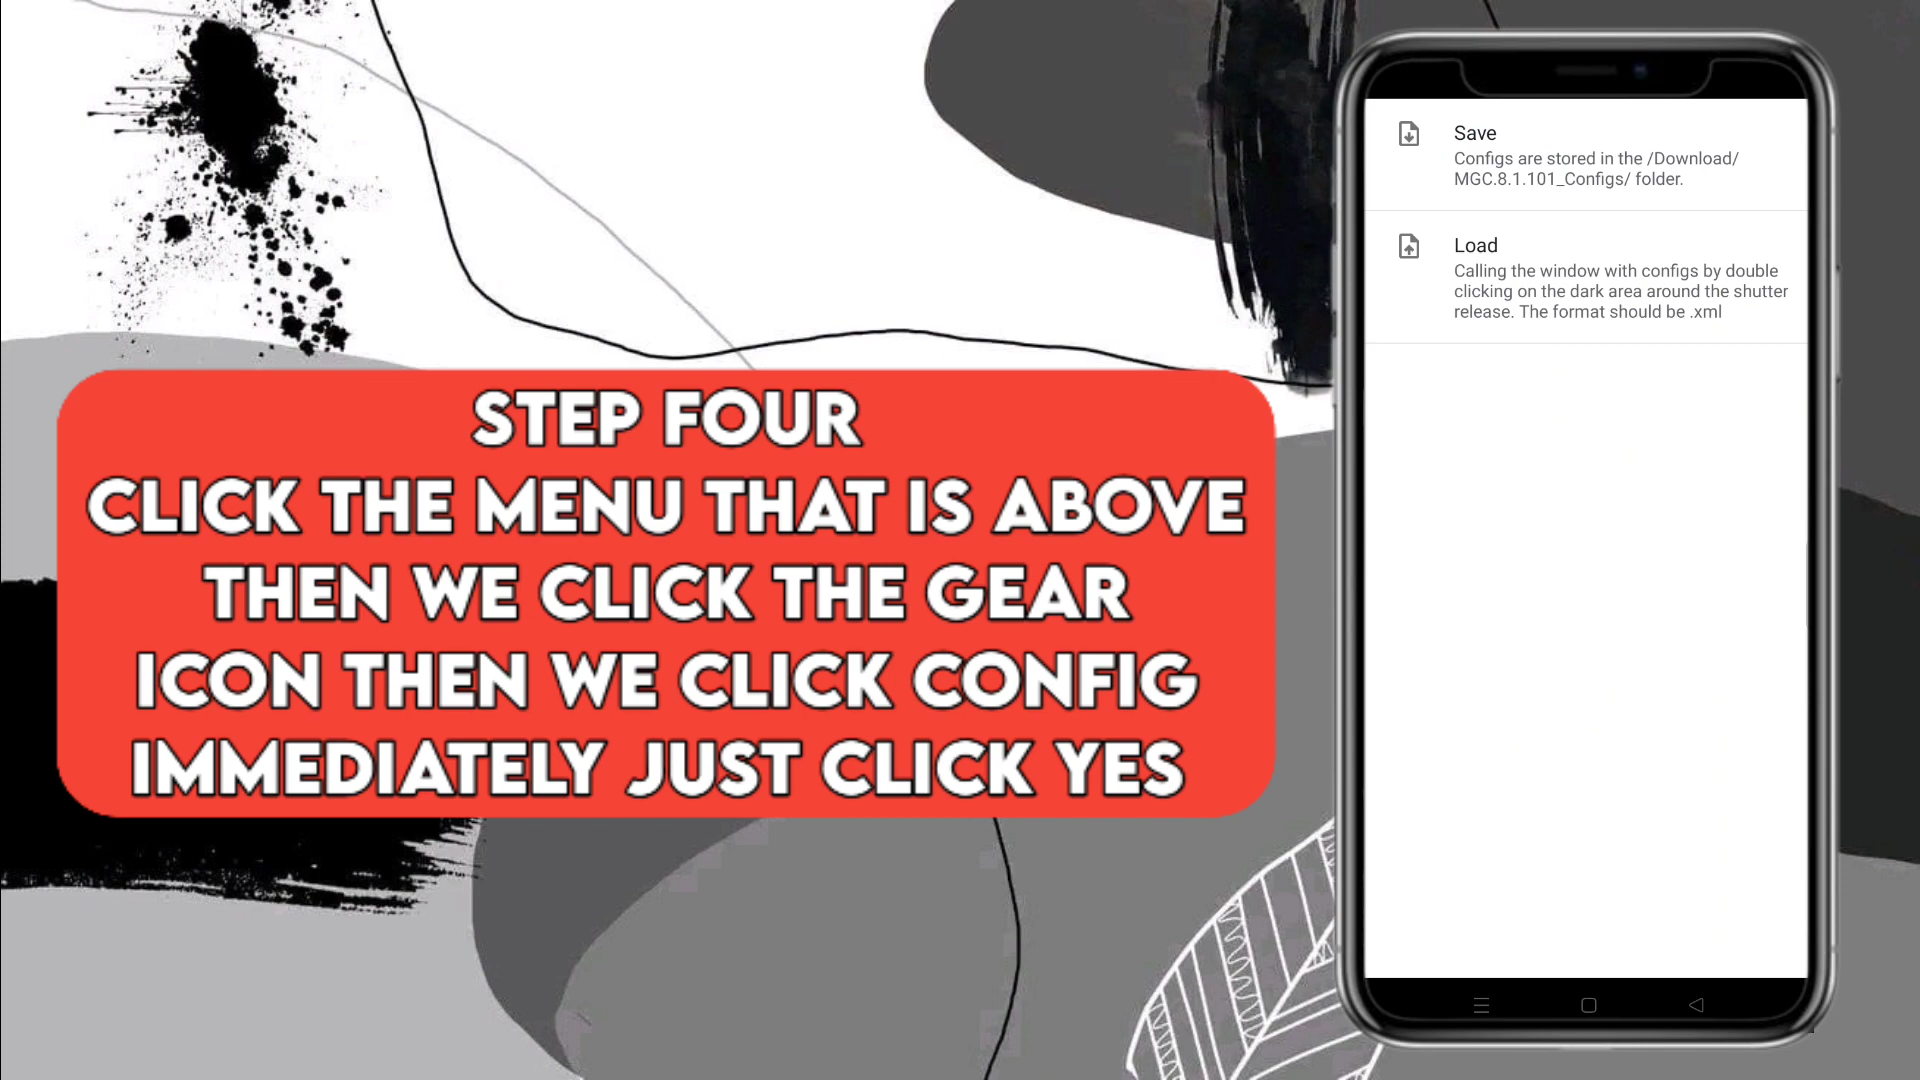 STEP FOUR
CLICK THE MENU THAT IS ABOVE
THEN WE CLICK THE GEAR
ICON THEN WE CLICK CONFIG
IMMEDIATELY JUST CLICK YES
Save
Configs are stored in the /Download/
MGC.8.1.101_Configs/ folder.
Load
Calling the window with configs by double
clicking on the dark area around the shutter
release. The format should be .xml